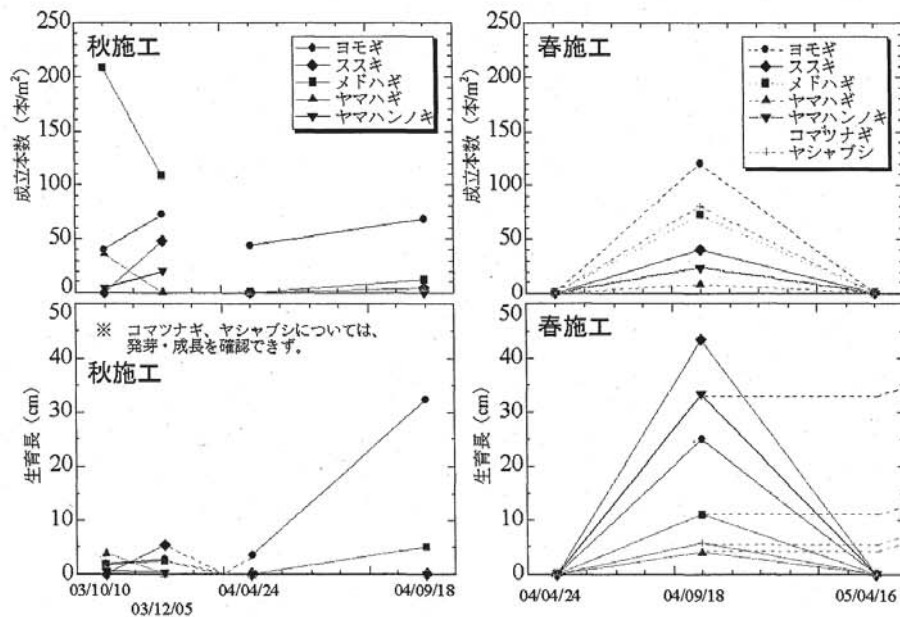 秋施工
ヨモギ
ススキ
メドハギ
ヤマハギ
ヤマハンノキ
成立本数（本/m²）
250
200
150
100
50
0
春施工
ヨモギ
ススキ
メドハギ
ヤマハギ
ヤマハンノキ
コマツナギ
ヤシャブシ
成立本数（本/m²）
250
200
150
100
50
0
※ コマツナギ、ヤシャブシについては、
発芽・成長を確認できず。
秋施工
生育長（cm）
50
40
30
20
10
0
03/10/10
03/12/05
04/04/24
04/09/18
春施工
生育長（cm）
50
40
30
20
10
0
04/04/24
04/09/18
05/04/16